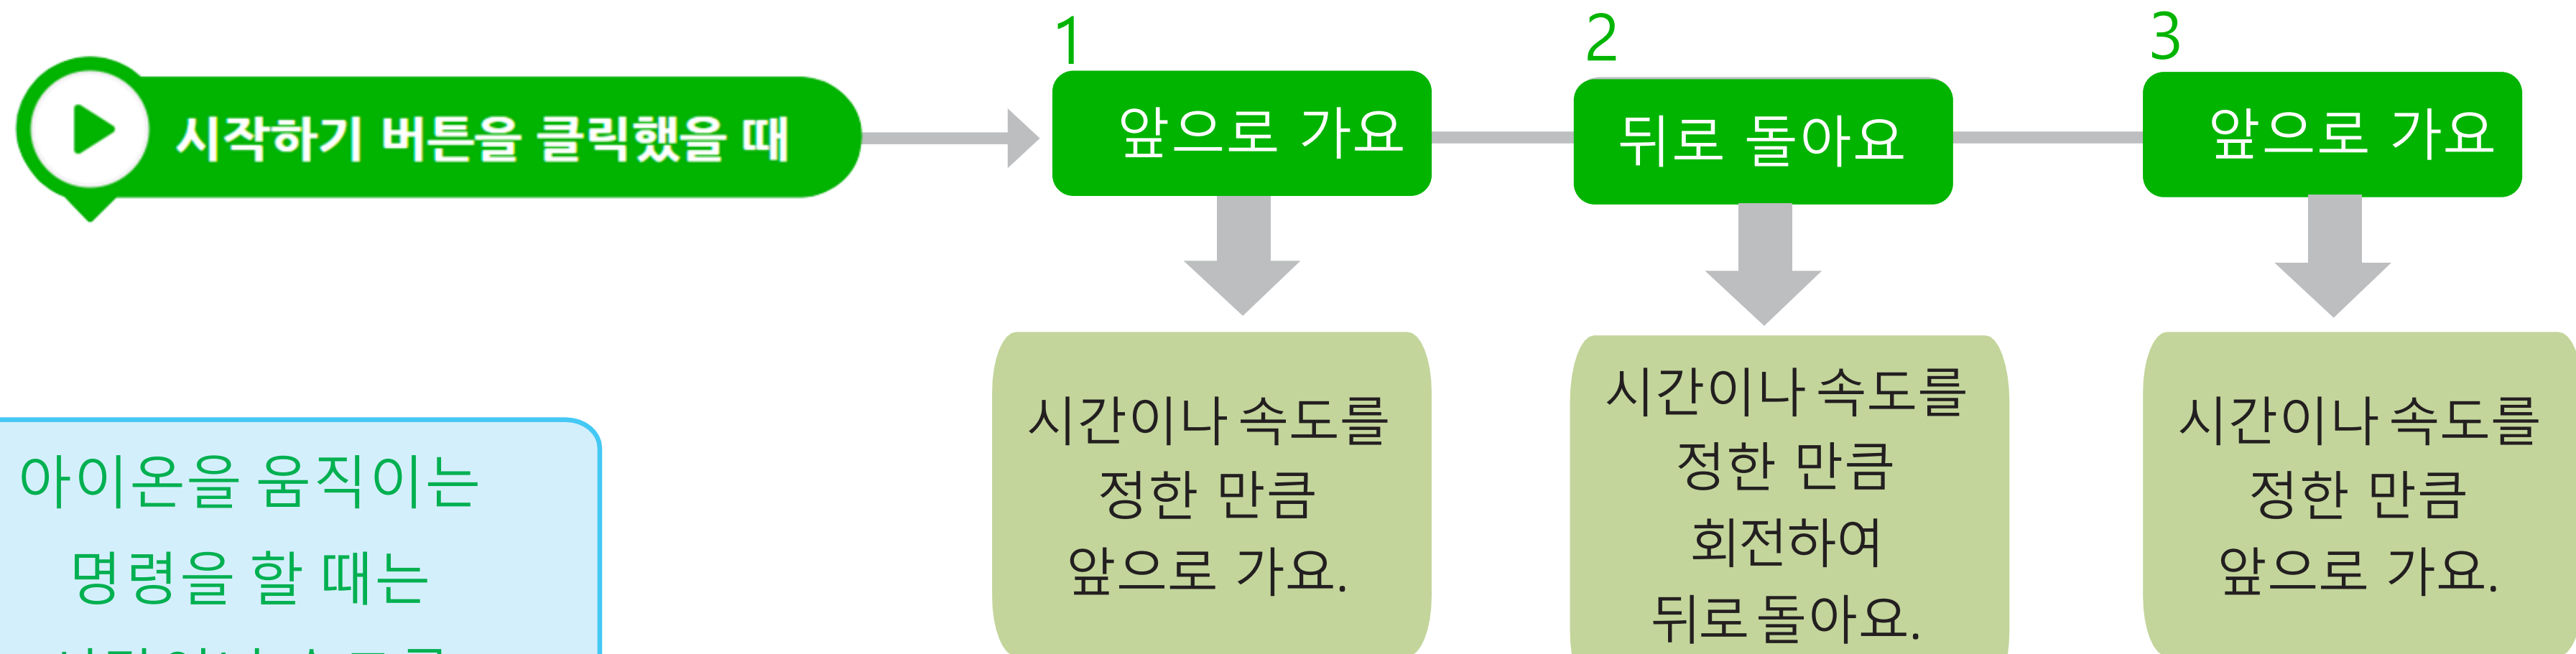 1
2
3
시작하기 버튼을 클릭했을 때
앞으로 가요
뒤로 돌아요
앞으로 가요
시간이나 속도를
정한 만큼
앞으로 가요.
시간이나 속도를
정한 만큼
회전하여
뒤로 돌아요.
시간이나 속도를
정한 만큼
앞으로 가요.
아이온을 움직이는
명령을 할 때는